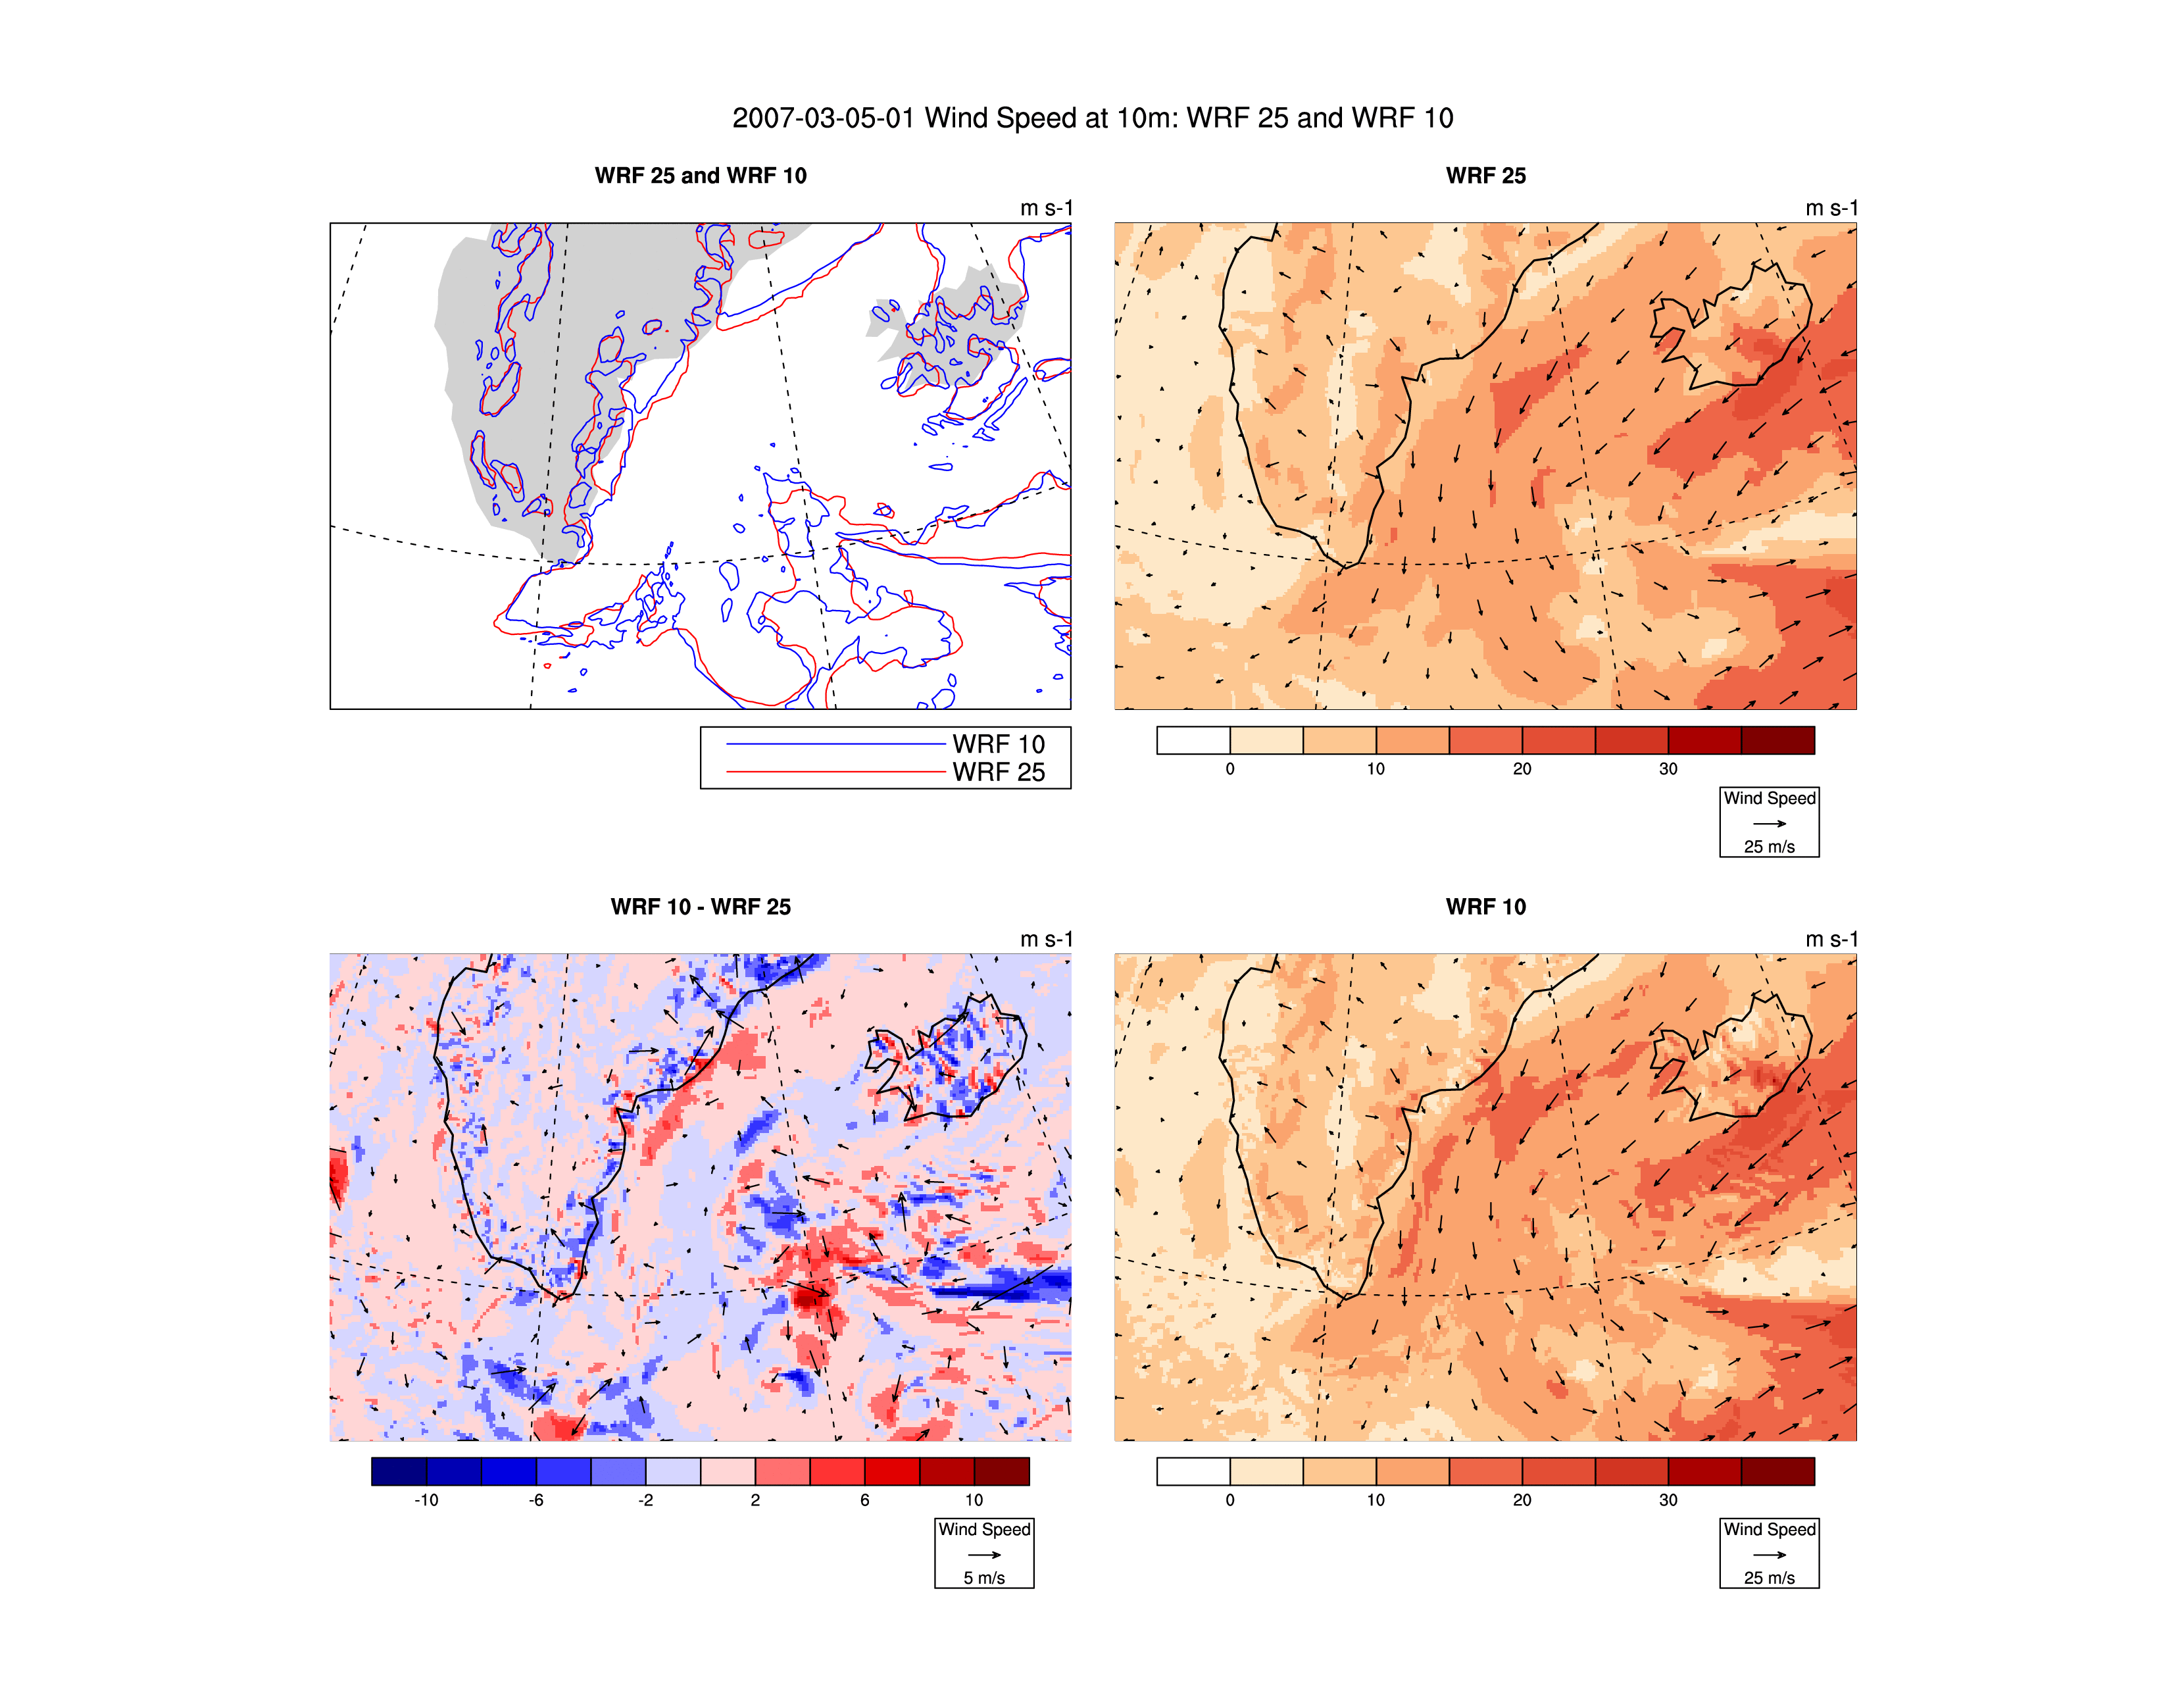 2007-03-05-01 Wind Speed at 10m: WRF 25 and WRF 10
WRF 25 and WRF 10
m s-1
WRF 10
WRF 25
WRF 25
m s-1
0 10 20 30
Wind Speed
25 m/s
WRF 10 - WRF 25
m s-1
-10 -6 -2 2 6 10
Wind Speed
5 m/s
WRF 10
m s-1
0 10 20 30
Wind Speed
25 m/s